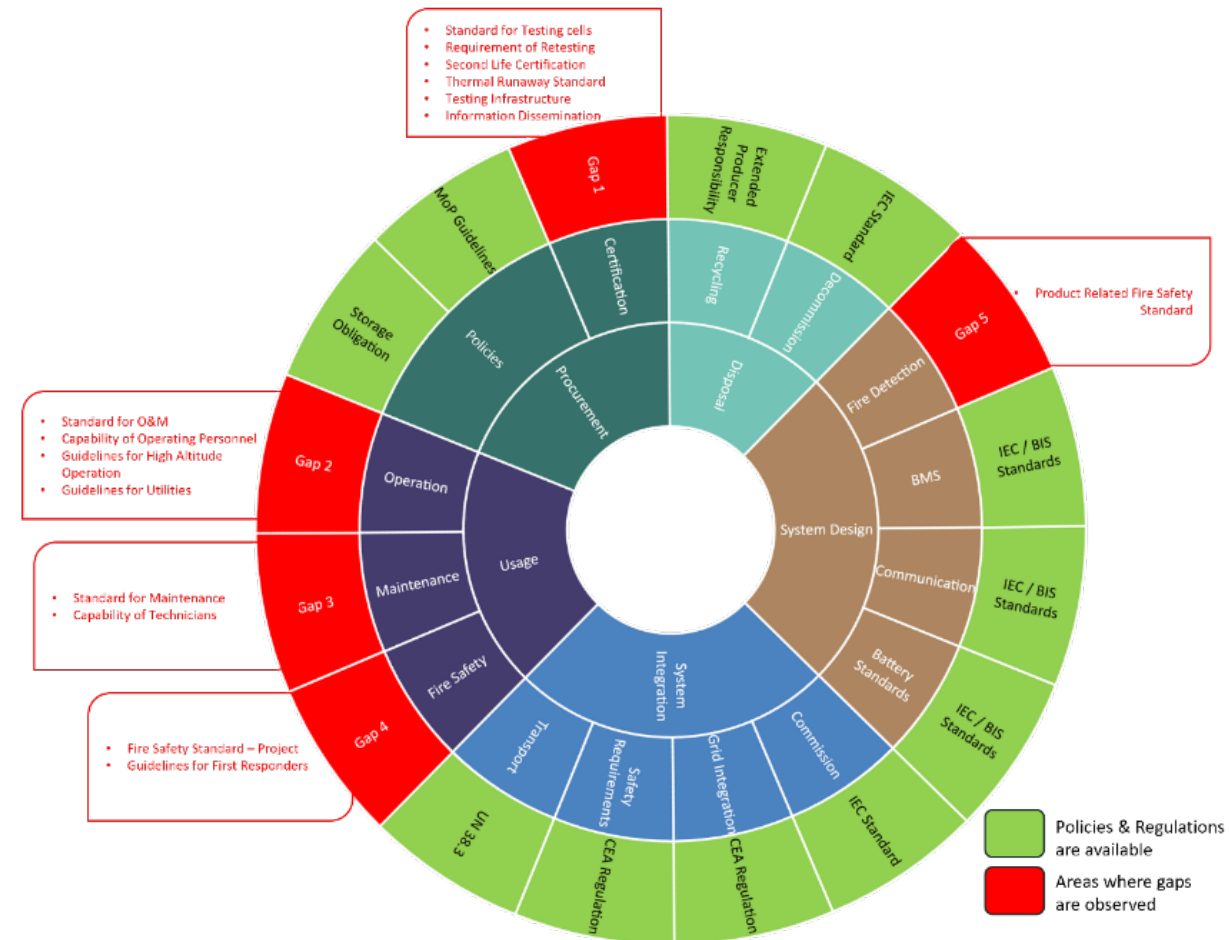 • Standard for Testing cells
• Requirement of Retesting
• Second Life Certification
• Thermal Runaway Standard
• Testing Infrastructure
• Information Dissemination
Gap 1
Extended
Producer
Responsibility
IEC Standard
MoP Guidelines
Storage
Obligation
Certification
Recycling
Decommission
Policies
Procurement
Disposal
Gap 5
• Product Related Fire Safety
Standard
Fire Detection
BMS
IEC / BIS
Standards
System Design
Communication
IEC / BIS
Standards
Battery
Standards
IEC / BIS
Standards
• Standard for O&M
• Capability of Operating Personnel
• Guidelines for High Altitude
Operation
• Guidelines for Utilities
Gap 2
Operation
Usage
• Standard for Maintenance
• Capability of Technicians
Gap 3
Maintenance
• Fire Safety Standard – Project
• Guidelines for First Responders
Gap 4
Fire Safety
System
Integration
Transport
Safety
Requirements
Grid Integration
Commission
UN 38.3
CEA Regulation
CEA Regulation
IEC Standard
Policies & Regulations
are available
Areas where gaps
are observed